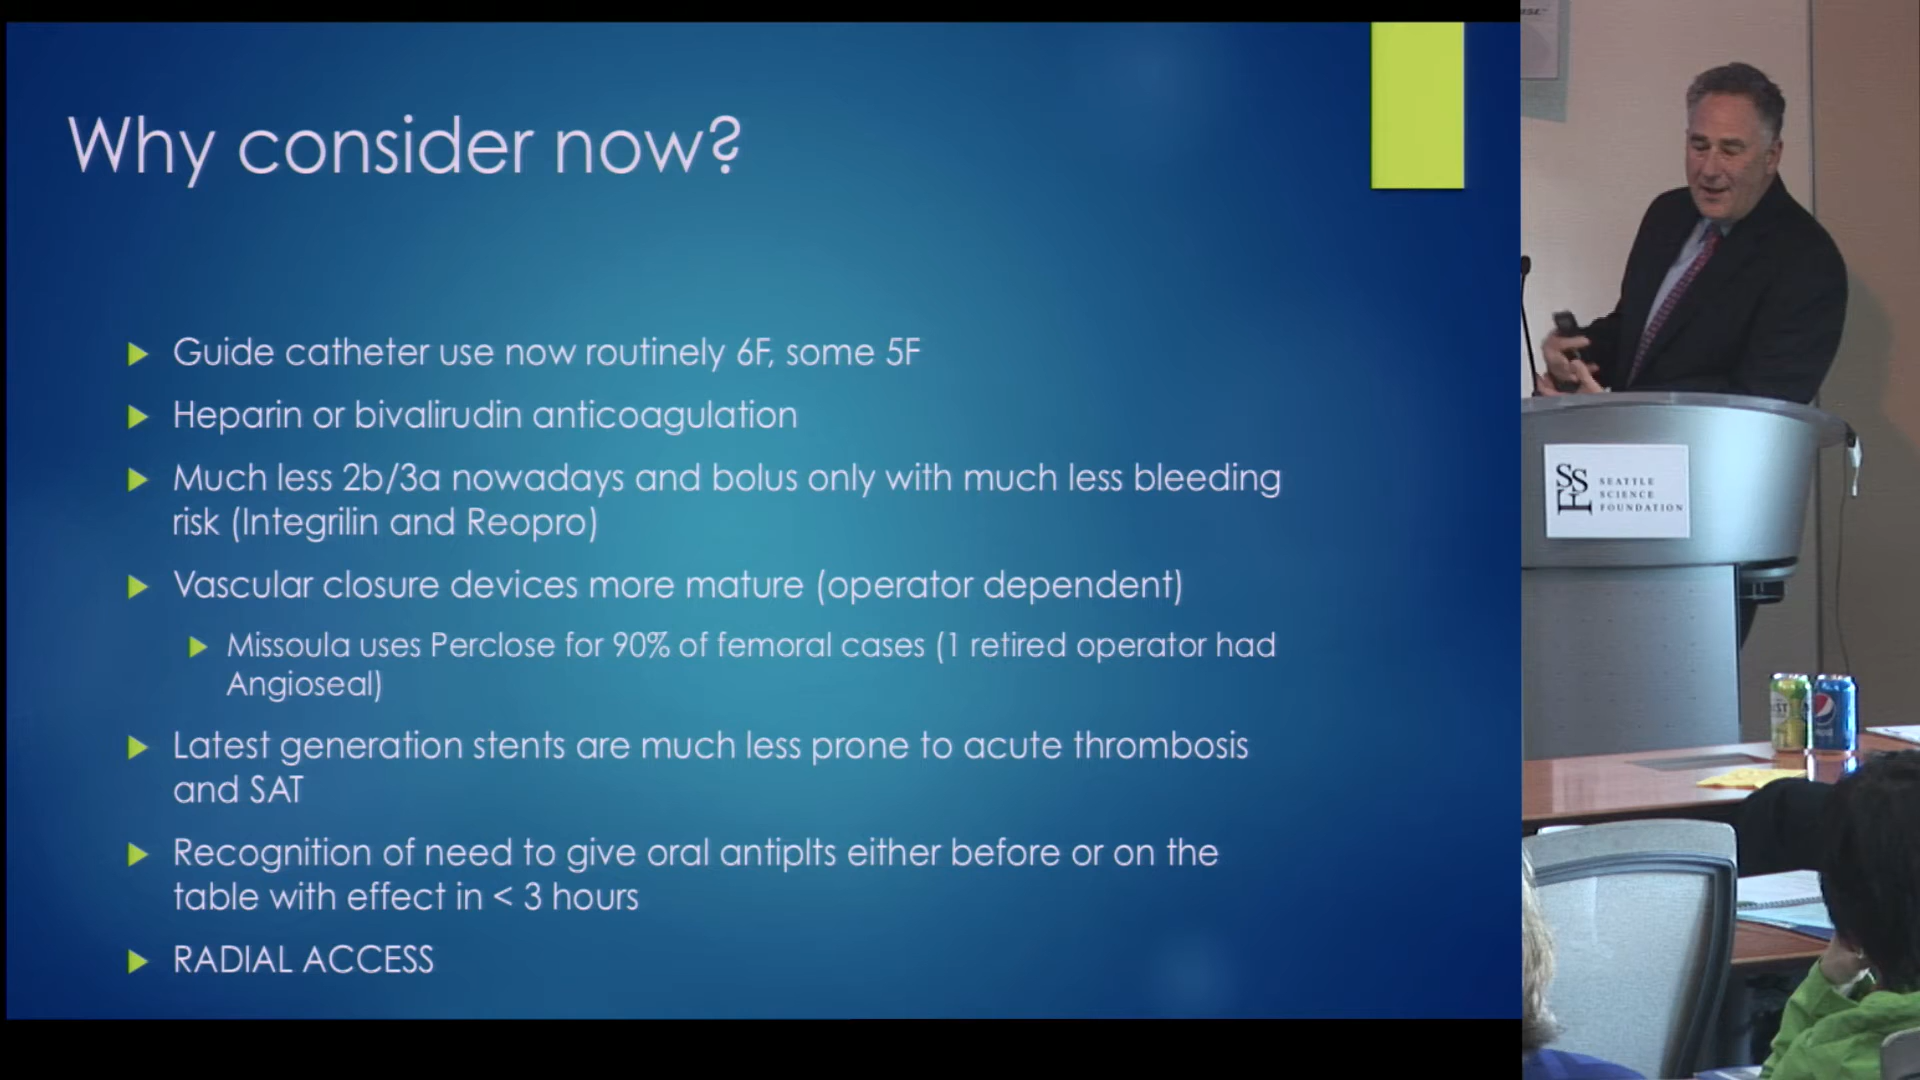 Why consider now?
Guide catheter use now routinely 6F, some 5F
Heparin or bivalirudin anticoagulation
Much less 2b/3a nowadays and bolus only with much less bleeding
risk (Integrilin and Reopro)
Vascular closure devices more mature (operator dependent)
Missoula uses Perclose for 90% of femoral cases (1 retired operator had
Angioseal)
Latest generation stents are much less prone to acute thrombosis
and SAT
Recognition of need to give oral antiplts either before or on the
table with effect in < 3 hours
RADIAL ACCESS
SSF
SEATTLE
SCIENCE
FOUNDATION